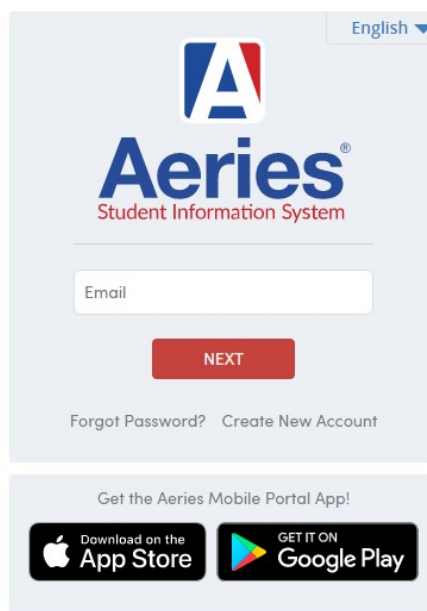 English
A
Aeries®
Student Information System
Email
NEXT
Forgot Password? Create New Account
Get the Aeries Mobile Portal App!
Download on the
App Store
GET IT ON
Google Play